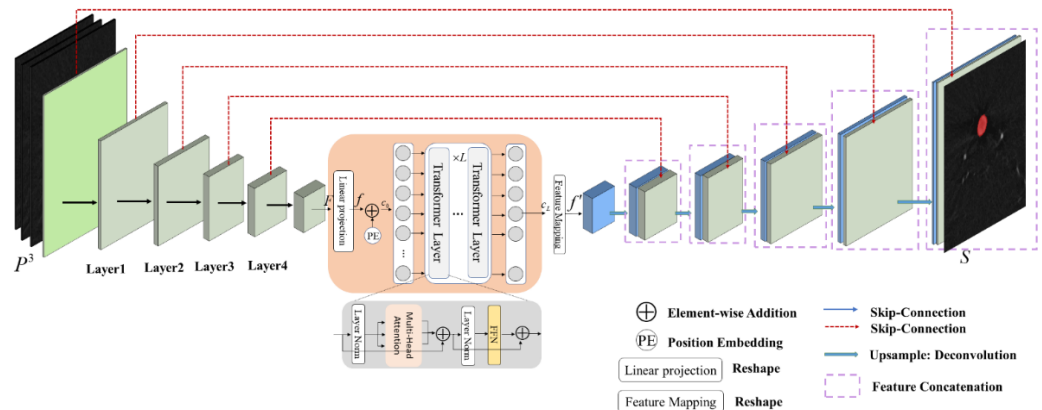 P³
Layer1
Layer2
Layer3
Layer4
F
Linear projection
f
PE
c₀
Transformer Layer
×L
...
Transformer Layer
...
c_L
Feature Mapping
f'
S
Layer Norm
Multi-Head Attention
Layer Norm
FFN
Element-wise Addition
PE
Position Embedding
Linear projection
Reshape
Feature Mapping
Reshape
Skip-Connection
Skip-Connection
Upsample: Deconvolution
Feature Concatenation